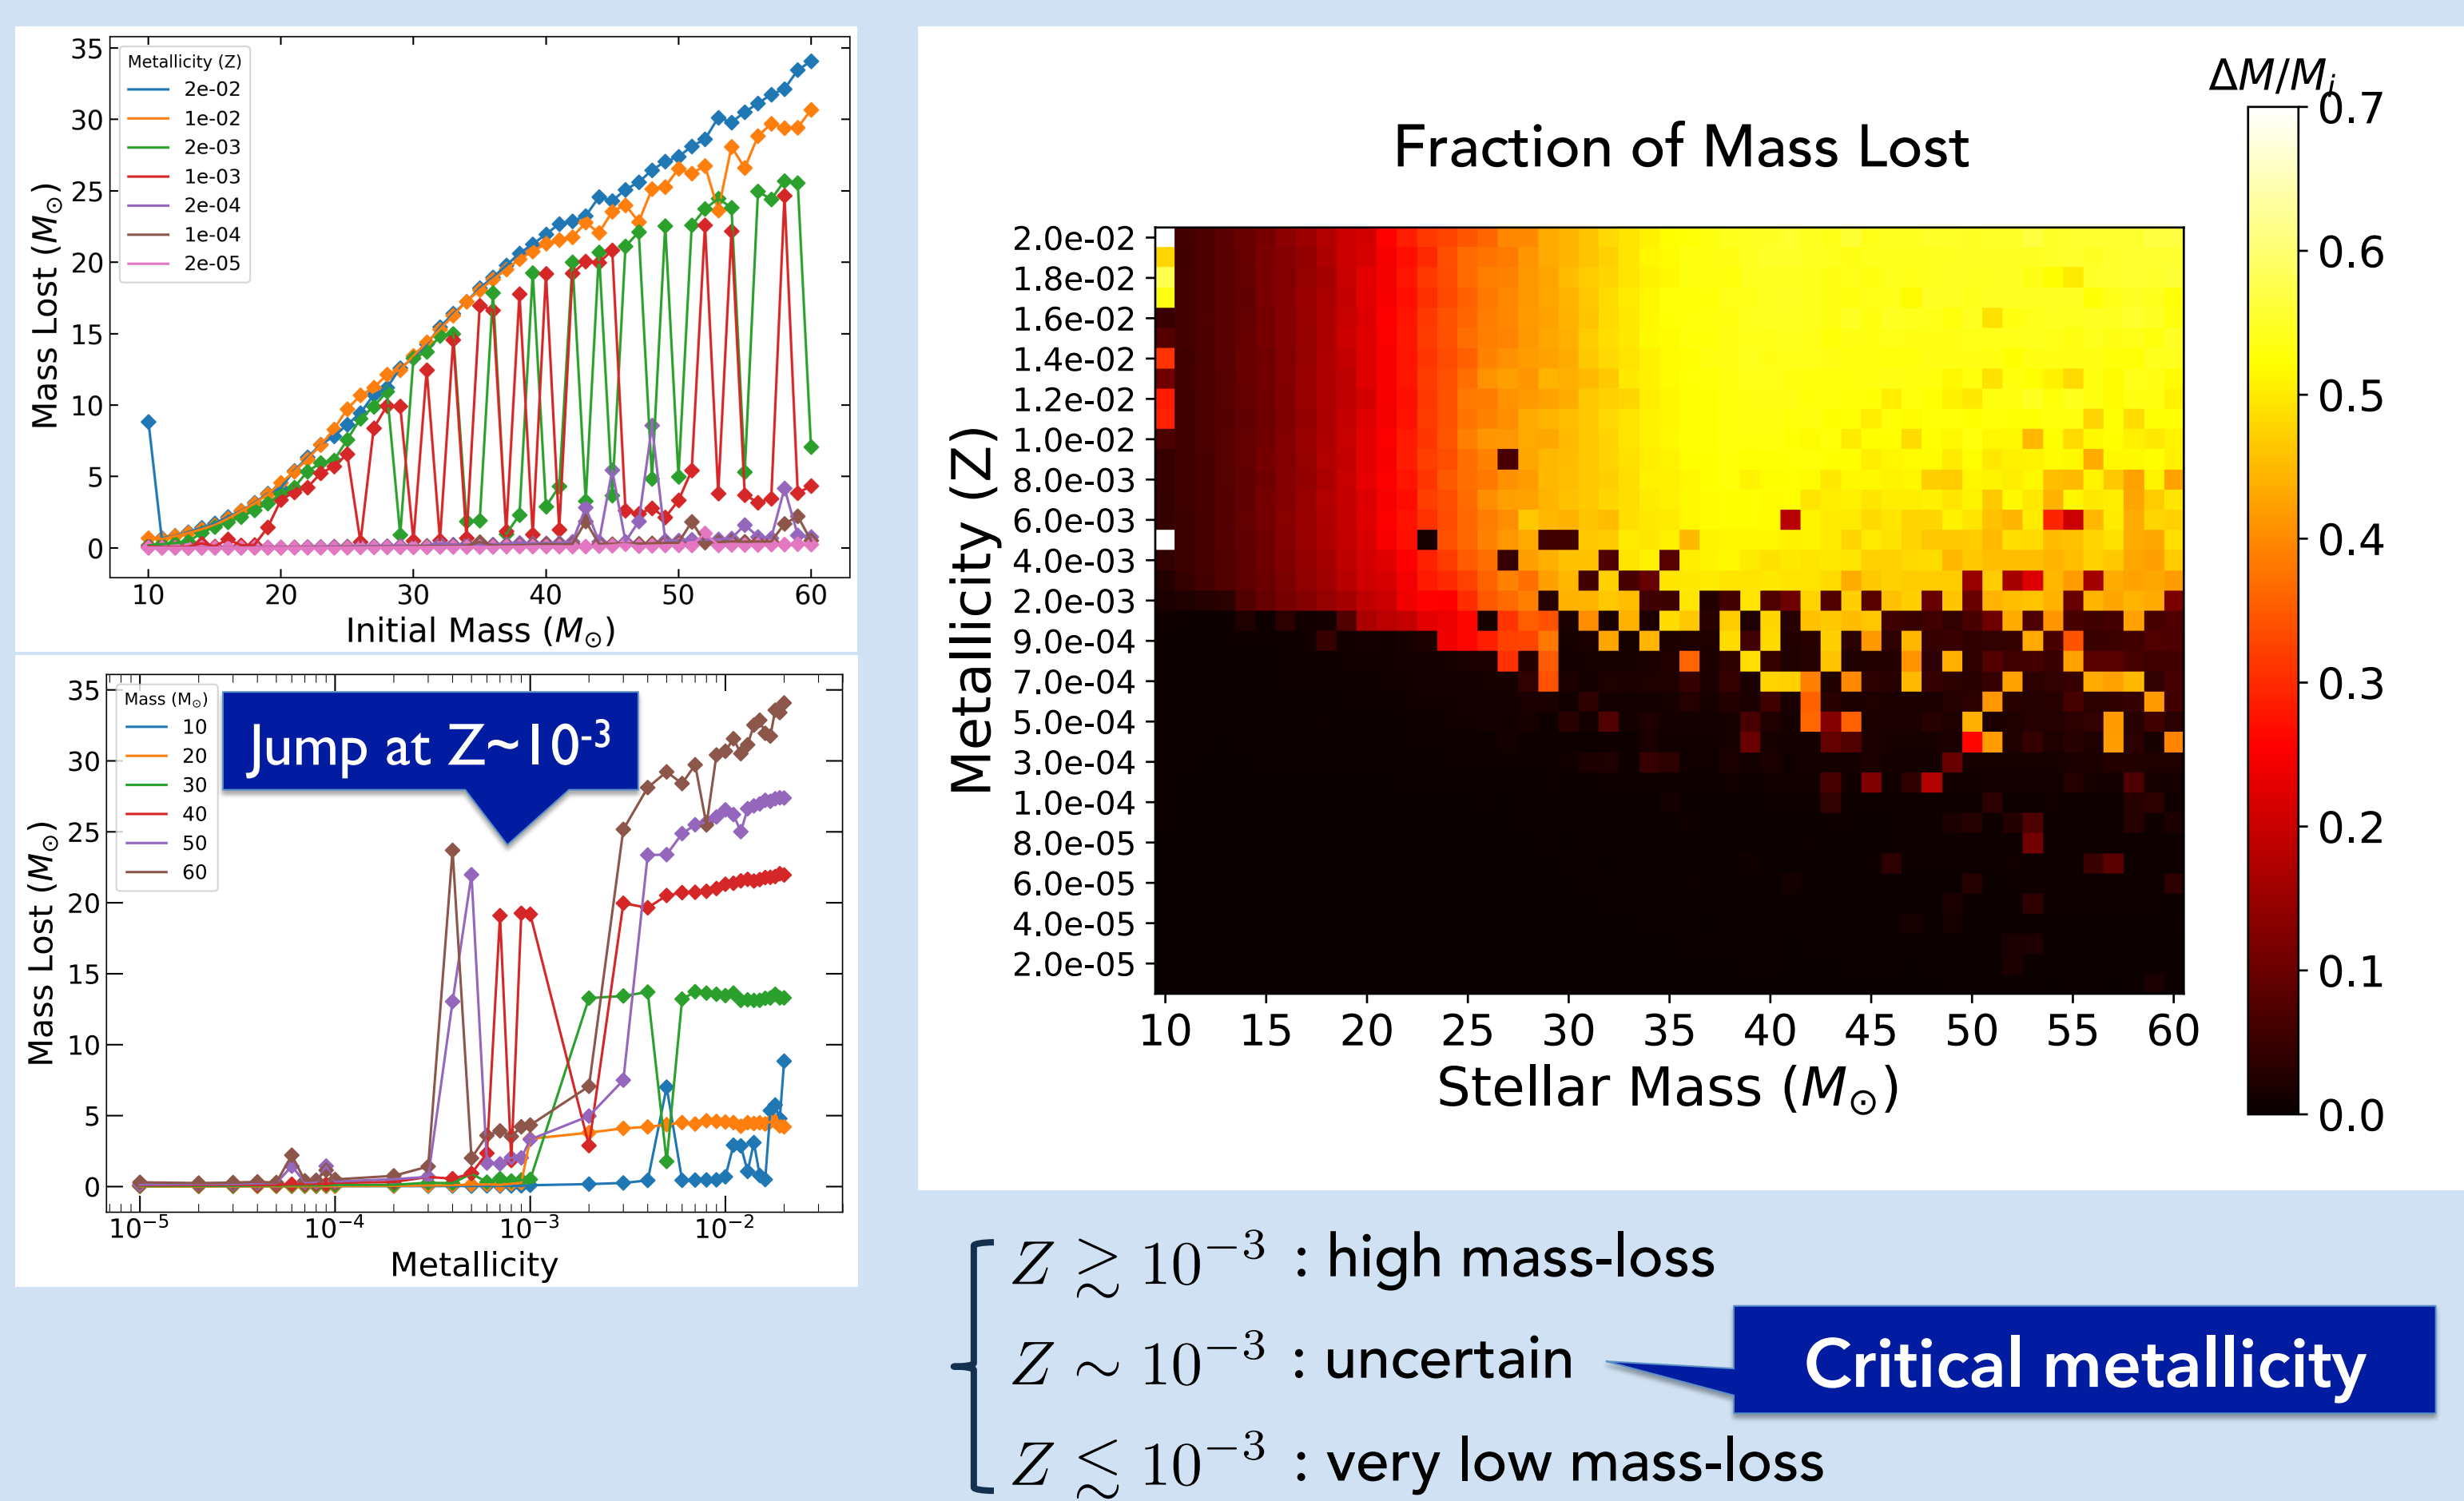 35
30
25
20
15
10
5
0
Mass Lost (M⊙)
Metallicity (Z)
2e-02
1e-02
2e-03
1e-03
2e-04
1e-04
2e-05
10 20 30 40 50 60
Initial Mass (M⊙)
35
30
25
20
15
10
5
0
Mass Lost (M⊙)
Mass (M⊙)
10
20
30
40
50
60
Jump at Z~10⁻³
10⁻⁵ 10⁻⁴ 10⁻³ 10⁻²
Metallicity
Fraction of Mass Lost
ΔM/Mᵢ
Metallicity (Z)
2.0e-02
1.8e-02
1.6e-02
1.4e-02
1.2e-02
1.0e-02
8.0e-03
6.0e-03
4.0e-03
2.0e-03
9.0e-04
7.0e-04
5.0e-04
3.0e-04
1.0e-04
8.0e-05
6.0e-05
4.0e-05
2.0e-05
10 15 20 25 30 35 40 45 50 55 60
Stellar Mass (M⊙)
0.7
0.6
0.5
0.4
0.3
0.2
0.1
0.0
Z ≳ 10⁻³ : high mass-loss
Z ∼ 10⁻³ : uncertain
Critical metallicity
Z ≲ 10⁻³ : very low mass-loss